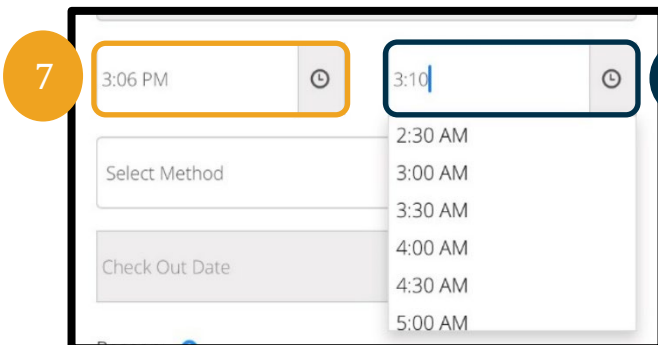 7
3:06 PM
3:10
2:30 AM
Select Method
3:00 AM
3:30 AM
4:00 AM
Check Out Date
4:30 AM
5:00 AM